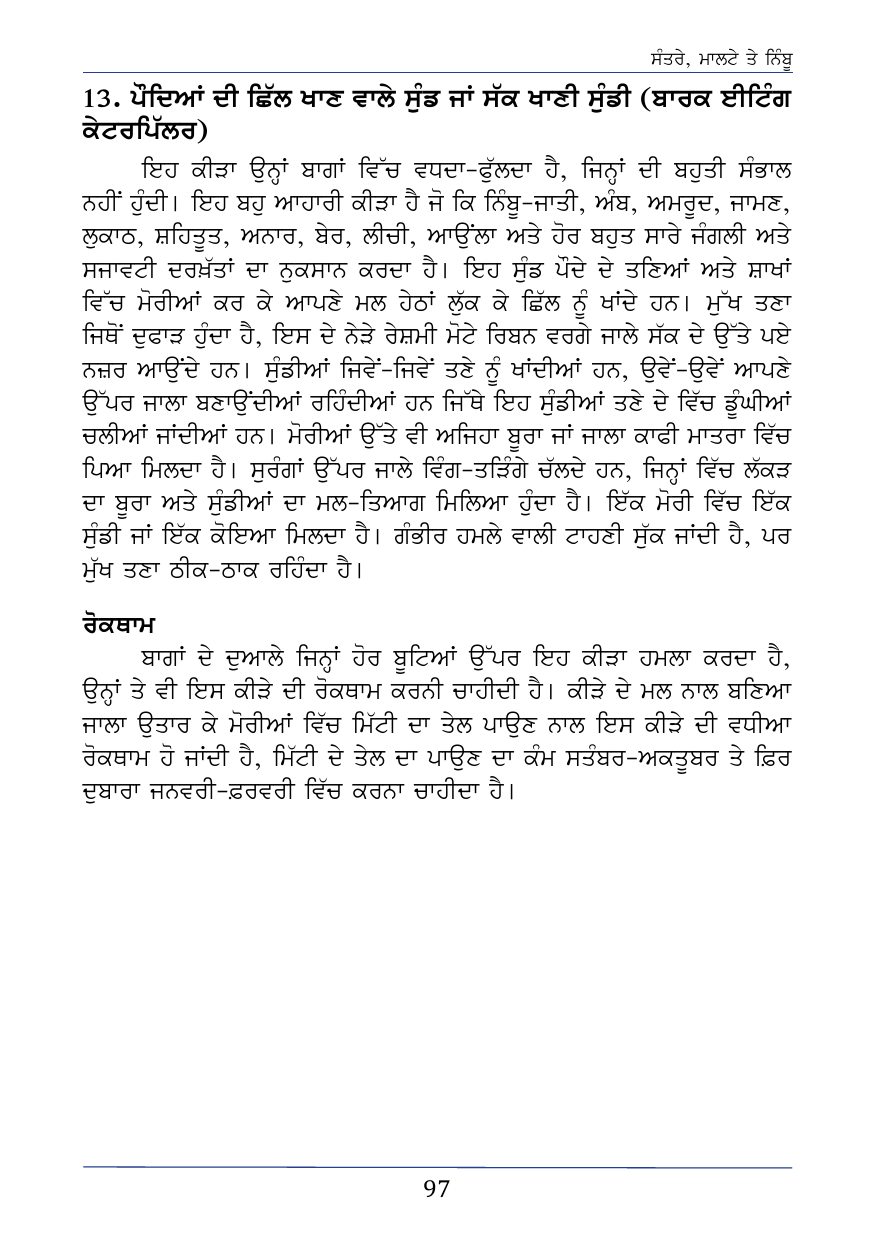 ਸੰਤਰੇ, ਮਾਲਟੇ ਤੇ ਨਿੰਬੂ
13. ਪੌਦਿਆਂ ਦੀ ਛਿੱਲ ਖਾਣ ਵਾਲੇ ਸੁੰਡ ਜਾਂ ਸੱਕ ਖਾਣੀ ਸੁੰਡੀ (ਬਾਰਕ ਈਟਿੰਗ
ਕੇਟਰਪਿੱਲਰ)
ਇਹ ਕੀੜਾ ਉਨ੍ਹਾਂ ਬਾਗਾਂ ਵਿੱਚ ਵਧਦਾ-ਫੁੱਲਦਾ ਹੈ, ਜਿਨ੍ਹਾਂ ਦੀ ਬਹੁਤੀ ਸੰਭਾਲ
ਨਹੀਂ ਹੁੰਦੀ। ਇਹ ਬਹੁ ਆਹਾਰੀ ਕੀੜਾ ਹੈ ਜੋ ਕਿ ਨਿੰਬੂ-ਜਾਤੀ, ਅੰਬ, ਅਮਰੂਦ, ਜਾਮਣ,
ਲੁਕਾਠ, ਸ਼ਹਿਤੂਤ, ਅਨਾਰ, ਬੇਰ, ਲੀਚੀ, ਆਉਂਲਾ ਅਤੇ ਹੋਰ ਬਹੁਤ ਸਾਰੇ ਜੰਗਲੀ ਅਤੇ
ਸਜਾਵਟੀ ਦਰਖ਼ੱਤਾਂ ਦਾ ਨੁਕਸਾਨ ਕਰਦਾ ਹੈ। ਇਹ ਸੁੰਡ ਪੌਦੇ ਦੇ ਤਣਿਆਂ ਅਤੇ ਸ਼ਾਖਾਂ
ਵਿੱਚ ਮੋਰੀਆਂ ਕਰ ਕੇ ਆਪਣੇ ਮਲ ਹੇਠਾਂ ਲੁੱਕ ਕੇ ਛਿੱਲ ਨੂੰ ਖਾਂਦੇ ਹਨ। ਮੁੱਖ ਤਣਾ
ਜਿਥੋਂ ਦੁਫਾੜ ਹੁੰਦਾ ਹੈ, ਇਸ ਦੇ ਨੇੜੇ ਰੇਸ਼ਮੀ ਮੋਟੇ ਰਿਬਨ ਵਰਗੇ ਜਾਲੇ ਸੱਕ ਦੇ ਉੱਤੇ ਪਏ
ਨਜ਼ਰ ਆਉਂਦੇ ਹਨ। ਸੁੰਡੀਆਂ ਜਿਵੇਂ-ਜਿਵੇਂ ਤਣੇ ਨੂੰ ਖਾਂਦੀਆਂ ਹਨ, ਉਵੇਂ-ਉਵੇਂ ਆਪਣੇ
ਉੱਪਰ ਜਾਲਾ ਬਣਾਉਂਦੀਆਂ ਰਹਿੰਦੀਆਂ ਹਨ ਜਿੱਥੇ ਇਹ ਸੁੰਡੀਆਂ ਤਣੇ ਦੇ ਵਿੱਚ ਡੂੰਘੀਆਂ
ਚਲੀਆਂ ਜਾਂਦੀਆਂ ਹਨ। ਮੋਰੀਆਂ ਉੱਤੇ ਵੀ ਅਜਿਹਾ ਬੂਰਾ ਜਾਂ ਜਾਲਾ ਕਾਫੀ ਮਾਤਰਾ ਵਿੱਚ
ਪਿਆ ਮਿਲਦਾ ਹੈ। ਸੁਰੰਗਾਂ ਉੱਪਰ ਜਾਲੇ ਵਿੰਗ-ਤੜਿੰਗੇ ਚੱਲਦੇ ਹਨ, ਜਿਨ੍ਹਾਂ ਵਿੱਚ ਲੱਕੜ
ਦਾ ਬੂਰਾ ਅਤੇ ਸੁੰਡੀਆਂ ਦਾ ਮਲ-ਤਿਆਗ ਮਿਲਿਆ ਹੁੰਦਾ ਹੈ। ਇੱਕ ਮੋਰੀ ਵਿੱਚ ਇੱਕ
ਸੁੰਡੀ ਜਾਂ ਇੱਕ ਕੋਇਆ ਮਿਲਦਾ ਹੈ। ਗੰਭੀਰ ਹਮਲੇ ਵਾਲੀ ਟਾਹਣੀ ਸੁੱਕ ਜਾਂਦੀ ਹੈ, ਪਰ
ਮੁੱਖ ਤਣਾ ਠੀਕ-ਠਾਕ ਰਹਿੰਦਾ ਹੈ।
ਰੋਕਥਾਮ
ਬਾਗਾਂ ਦੇ ਦੁਆਲੇ ਜਿਨ੍ਹਾਂ ਹੋਰ ਬੂਟਿਆਂ ਉੱਪਰ ਇਹ ਕੀੜਾ ਹਮਲਾ ਕਰਦਾ ਹੈ,
ਉਨ੍ਹਾਂ ਤੇ ਵੀ ਇਸ ਕੀੜੇ ਦੀ ਰੋਕਥਾਮ ਕਰਨੀ ਚਾਹੀਦੀ ਹੈ। ਕੀੜੇ ਦੇ ਮਲ ਨਾਲ ਬਣਿਆ
ਜਾਲਾ ਉਤਾਰ ਕੇ ਮੋਰੀਆਂ ਵਿੱਚ ਮਿੱਟੀ ਦਾ ਤੇਲ ਪਾਉਣ ਨਾਲ ਇਸ ਕੀੜੇ ਦੀ ਵਧੀਆ
ਰੋਕਥਾਮ ਹੋ ਜਾਂਦੀ ਹੈ, ਮਿੱਟੀ ਦੇ ਤੇਲ ਦਾ ਪਾਉਣ ਦਾ ਕੰਮ ਸਤੰਬਰ-ਅਕਤੂਬਰ ਤੇ ਫ਼ਿਰ
ਦੁਬਾਰਾ ਜਨਵਰੀ-ਫ਼ਰਵਰੀ ਵਿੱਚ ਕਰਨਾ ਚਾਹੀਦਾ ਹੈ।
97